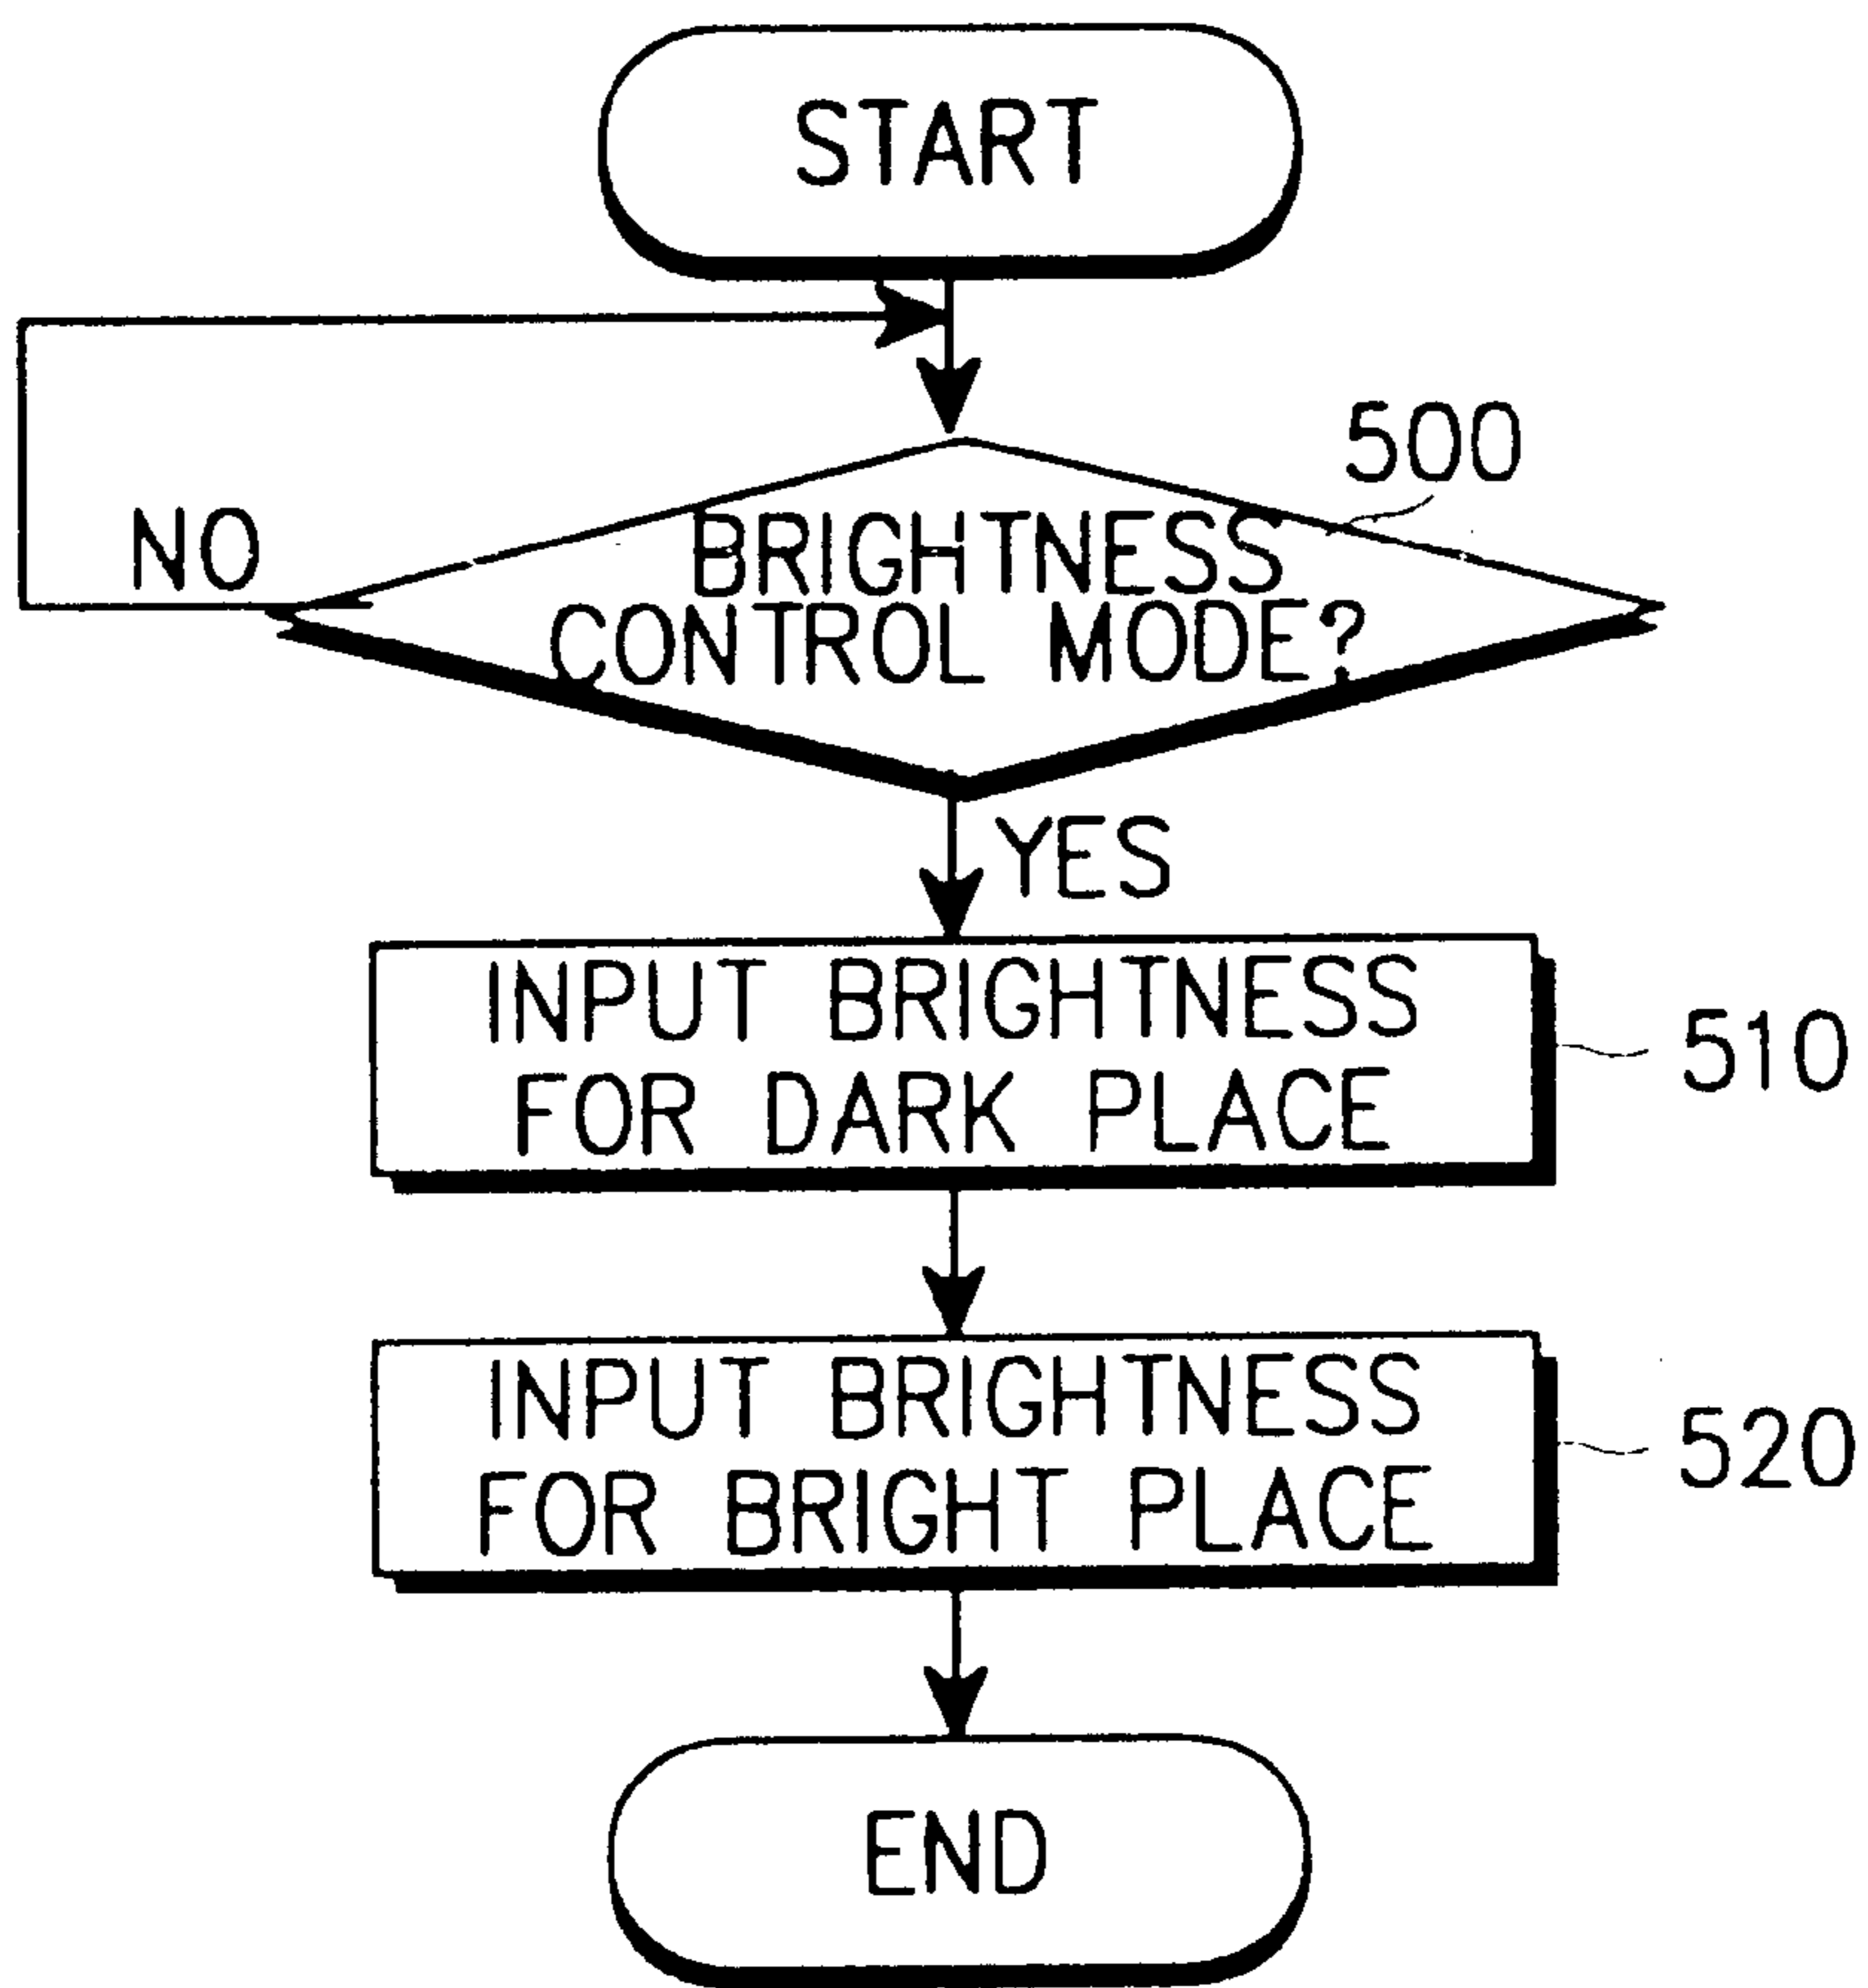 START
500
NO
BRIGHTNESS
CONTROL MODE?
YES
INPUT BRIGHTNESS
FOR DARK PLACE
510
INPUT BRIGHTNESS
FOR BRIGHT PLACE
520
END